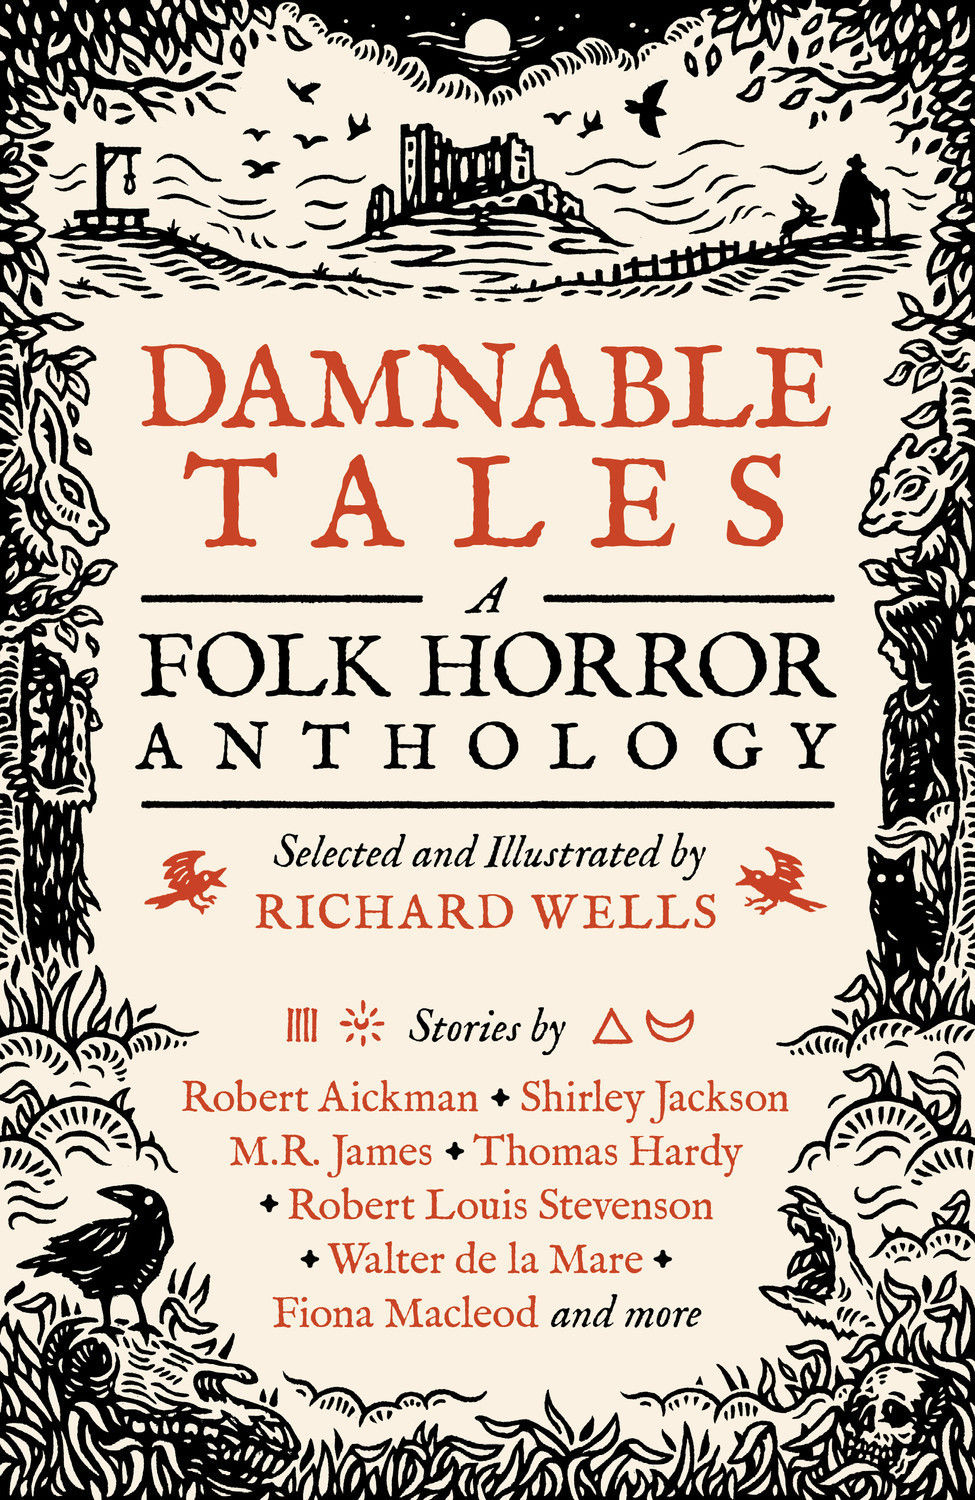 DAMNABLE
TALES
A
FOLK HORROR
ANTHOLOGY
Selected and Illustrated by
RICHARD WELLS
Stories by
Robert Aickman ✦ Shirley Jackson
M.R. James ✦ Thomas Hardy
✦ Robert Louis Stevenson
✦ Walter de la Mare ✦
Fiona Macleod and more